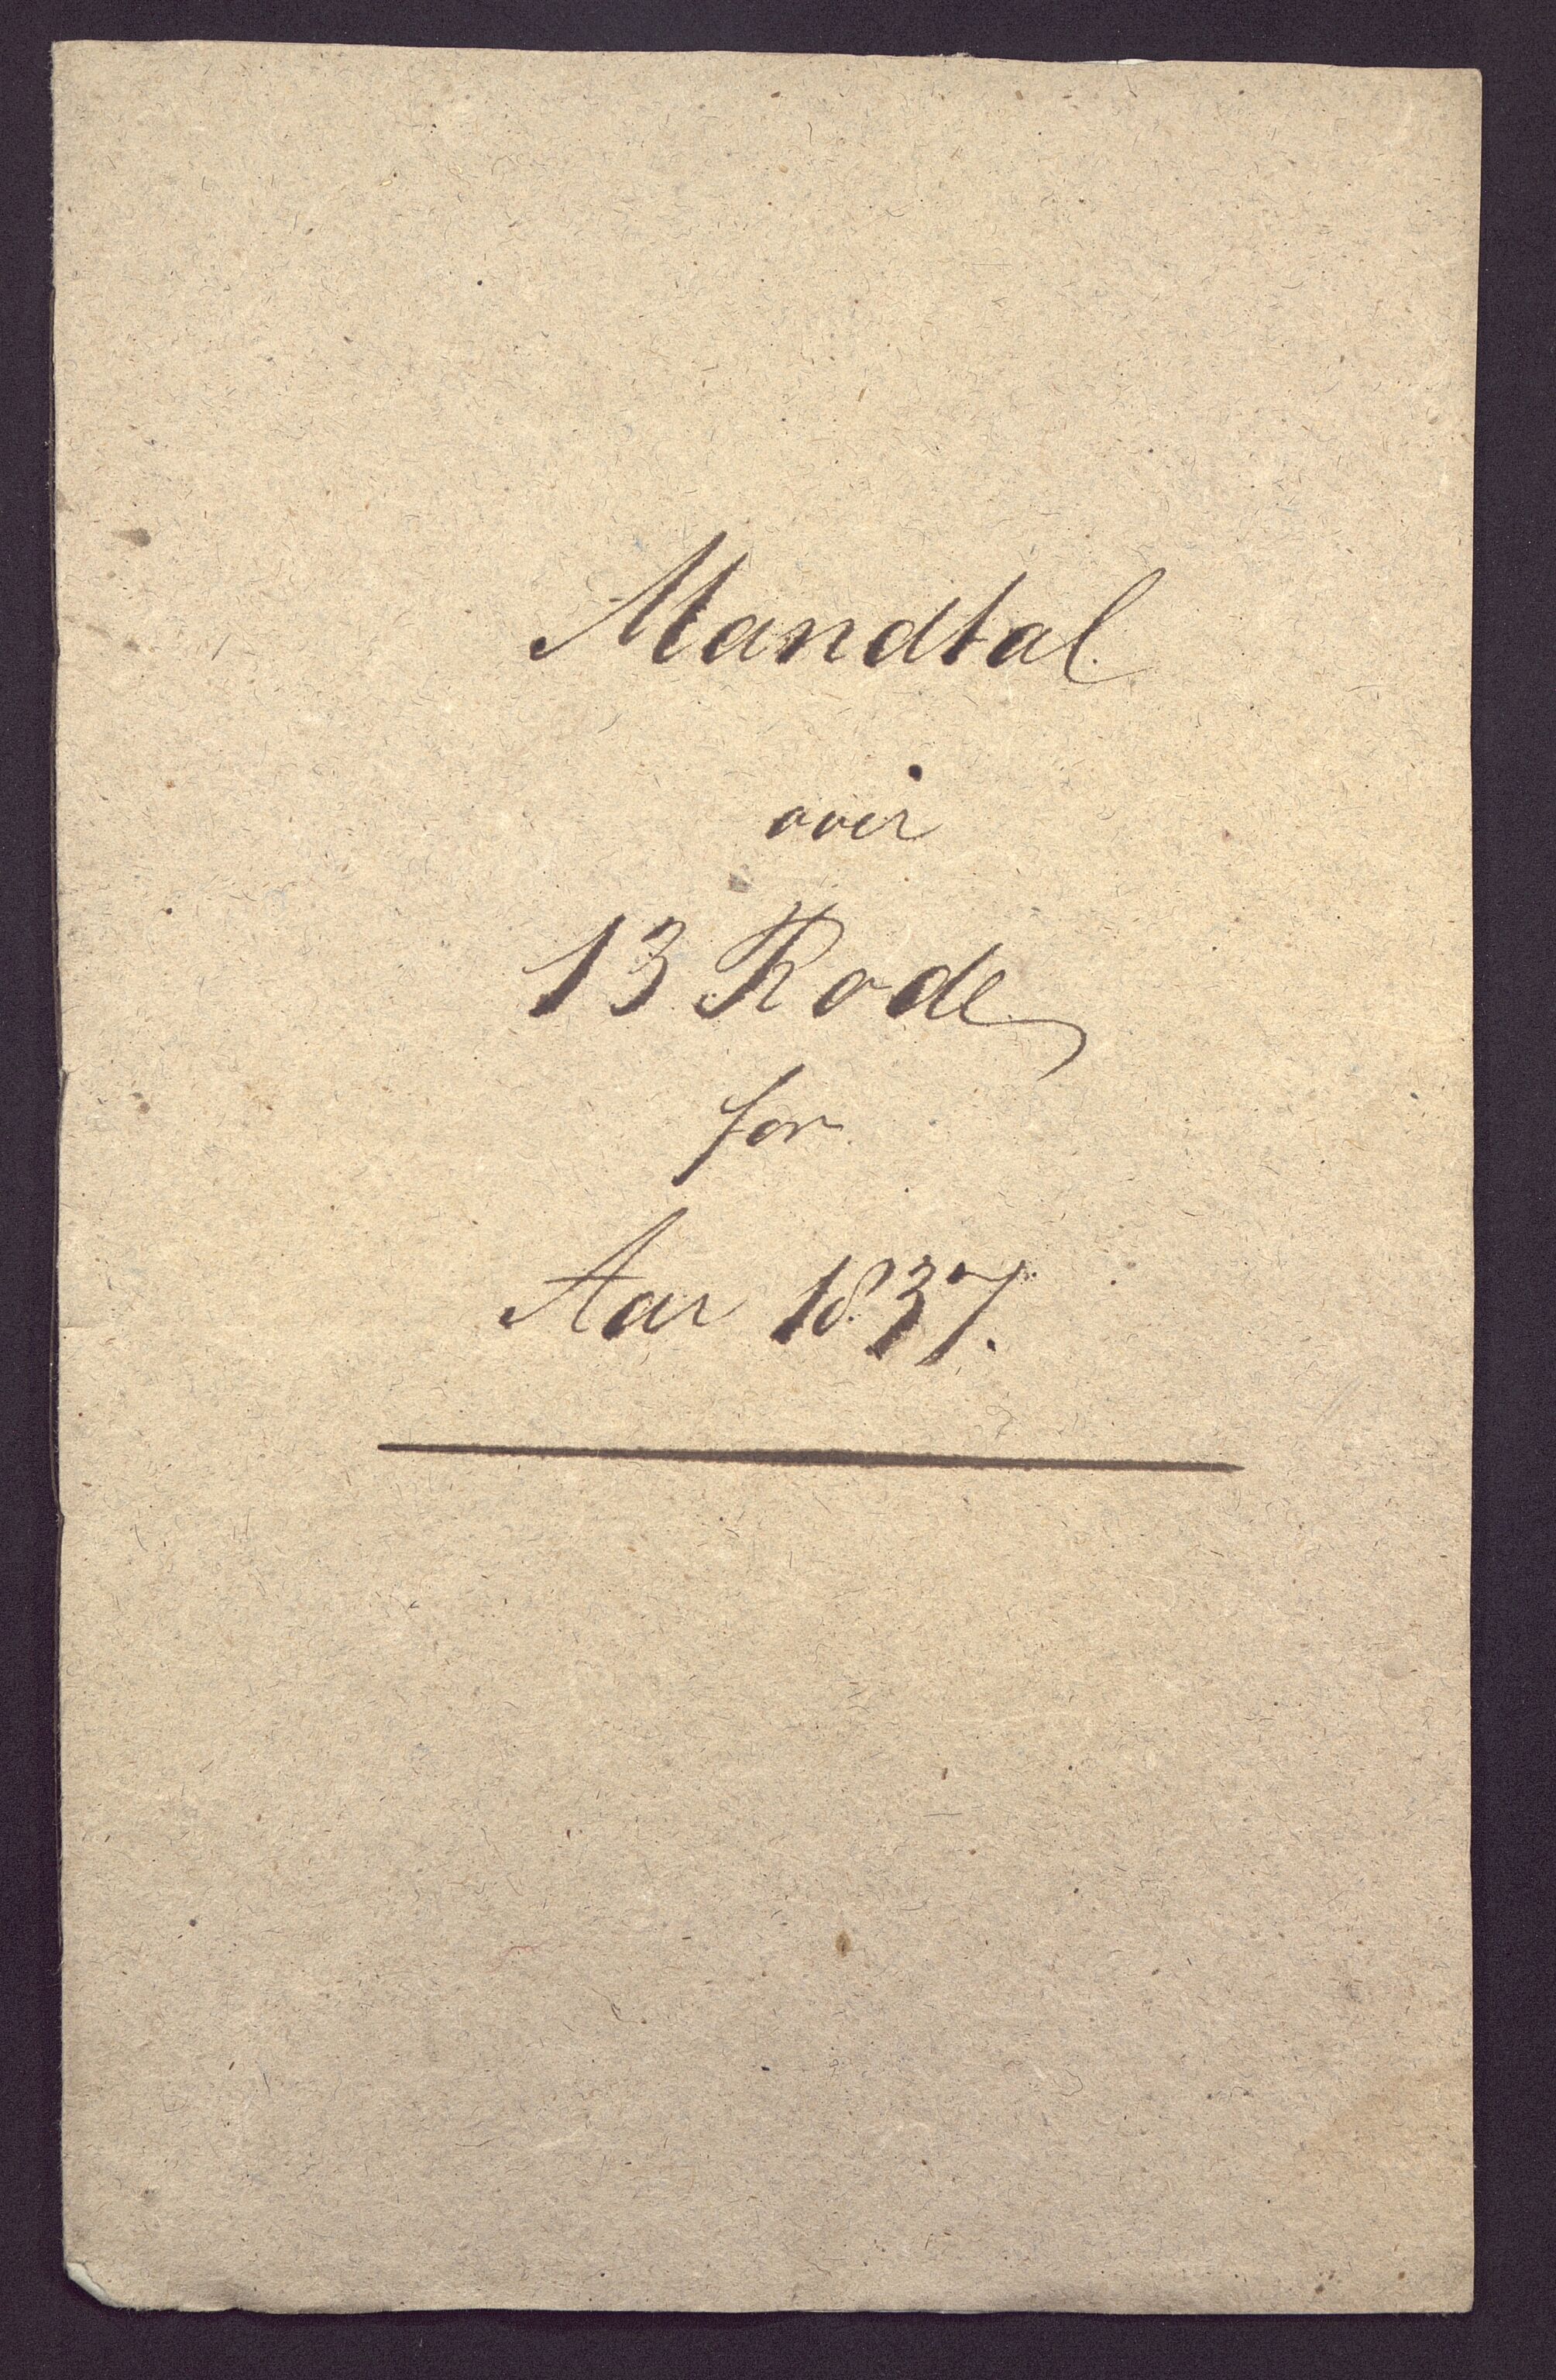 Mandtal
over
13 Rode
for
Aar 1837.